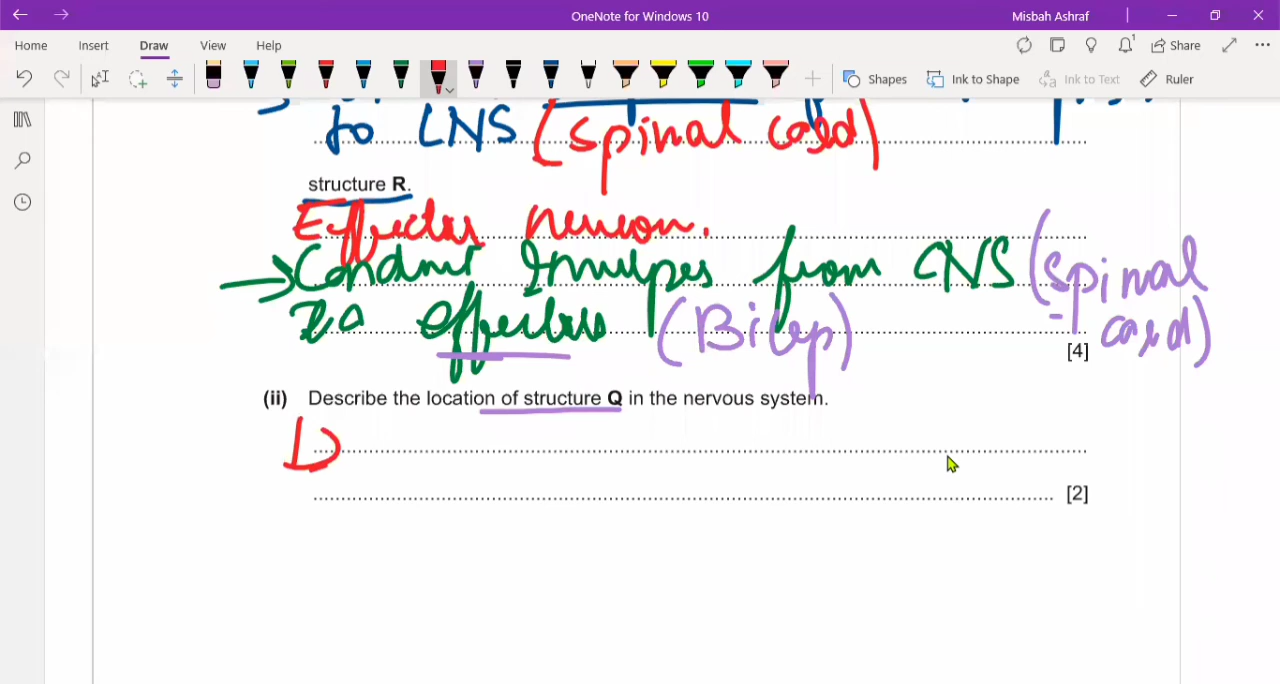 OneNote for Windows 10
Misbah Ashraf
Home Insert Draw View Help
Share
Shapes Ink to Shape Ink to Text Ruler
to CNS (spinal cord)
structure R.
Effector neuron.
→ Conduct Impulses from CNS (spinal cord)
to effectors (Bicep)
[4]
(ii) Describe the location of structure Q in the nervous system.
D
[2]